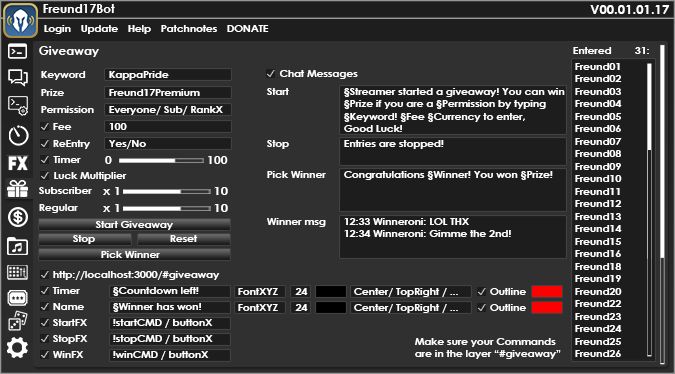 Freund17Bot
V00.01.01.17
Login Update Help Patchnotes DONATE
Giveaway
Entered 31:
Keyword KappaPride
Prize Freund17Premium
Permission Everyone/ Sub/ RankX
Fee 100
ReEntry Yes/No
Timer 0 100
Luck Multiplier
Subscriber x 1 10
Regular x 1 10
Start Giveaway
Stop Reset
Pick Winner
Chat Messages
Start
§Streamer started a giveaway! You can win
§Prize if you are a §Permission by typing
§Keyword! §Fee §Currency to enter,
Good Luck!
Stop
Entries are stopped!
Pick Winner
Congratulations §Winner! You won §Prize!
Winner msg
12:33 Winneroni: LOL THX
12:34 Winneroni: Gimme the 2nd!
http://localhost:3000/#giveaway
Timer §Countdown left! FontXYZ 24 Center/ TopRight / ... Outline
Name §Winner has won! FontXYZ 24 Center/ TopRight / ... Outline
StartFX !startCMD / buttonX
StopFX !stopCMD / buttonX
WinFX !winCMD / buttonX
Make sure your Commands
are in the layer "#giveaway"
Freund01
Freund02
Freund03
Freund04
Freund05
Freund06
Freund07
Freund08
Freund09
Freund10
Freund11
Freund12
Freund13
Freund14
Freund15
Freund16
Freund18
Freund19
Freund20
Freund22
Freund23
Freund24
Freund25
Freund26
FX